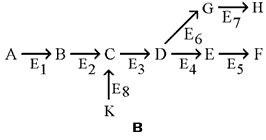 G → H
E₆ E₇
A → B → C → D → E → F
E₁ E₂ E₃ E₄ E₅
E₈
K
в